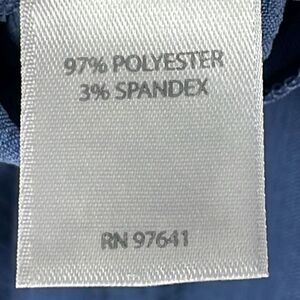 97% POLYESTER
3% SPANDEX
RN 97641